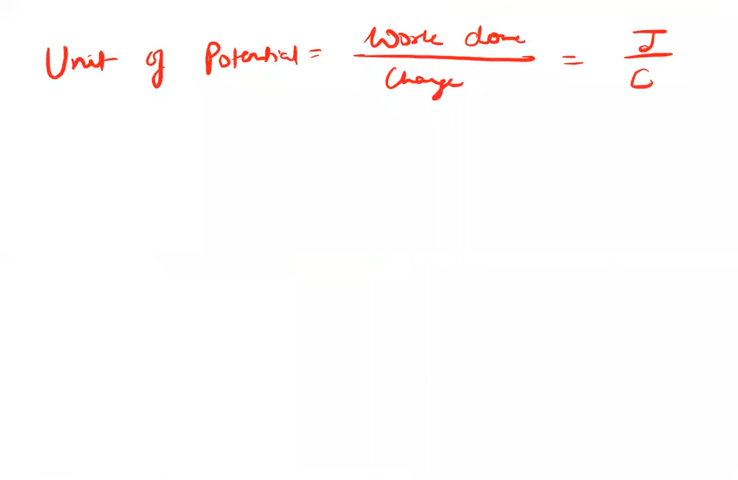 Unit of Potential = Work done / Charge = J / C